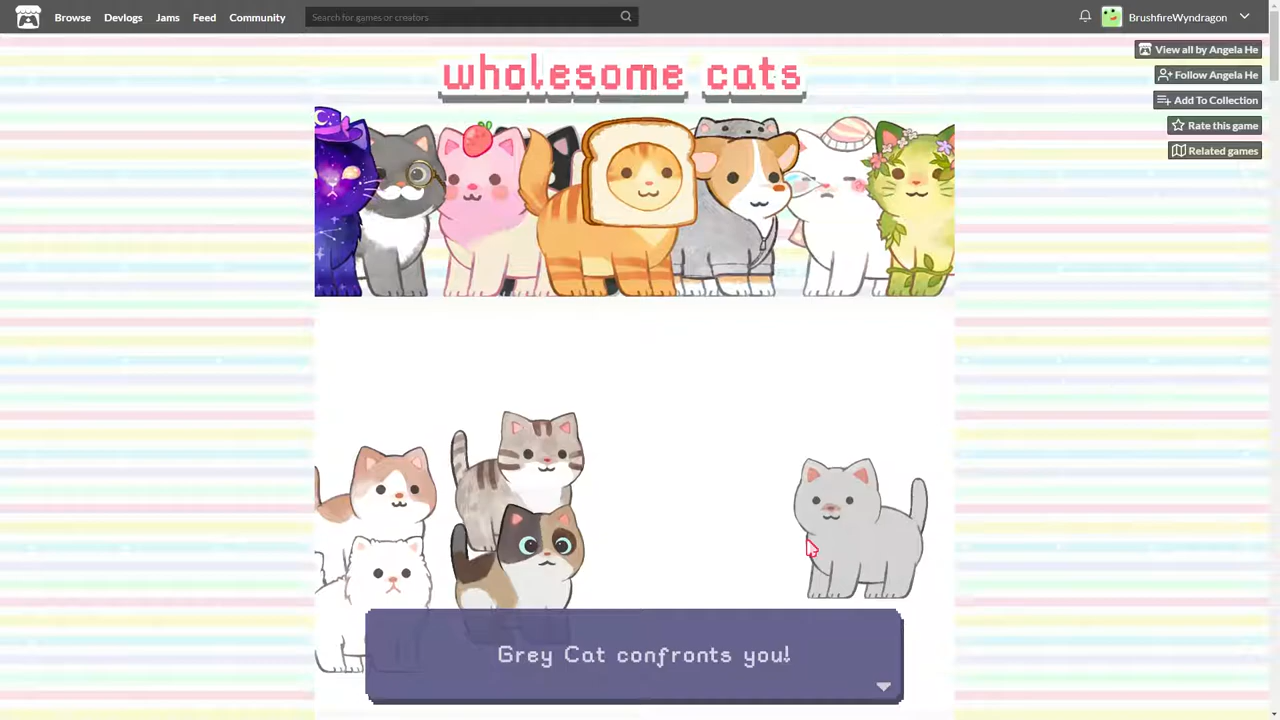 Browse Devlogs Jams Feed Community Search for games or creators BrushfireWyndragon
View all by Angela He
Follow Angela He
Add To Collection
Rate this game
Related games
wholesome cats
Grey Cat confronts you!